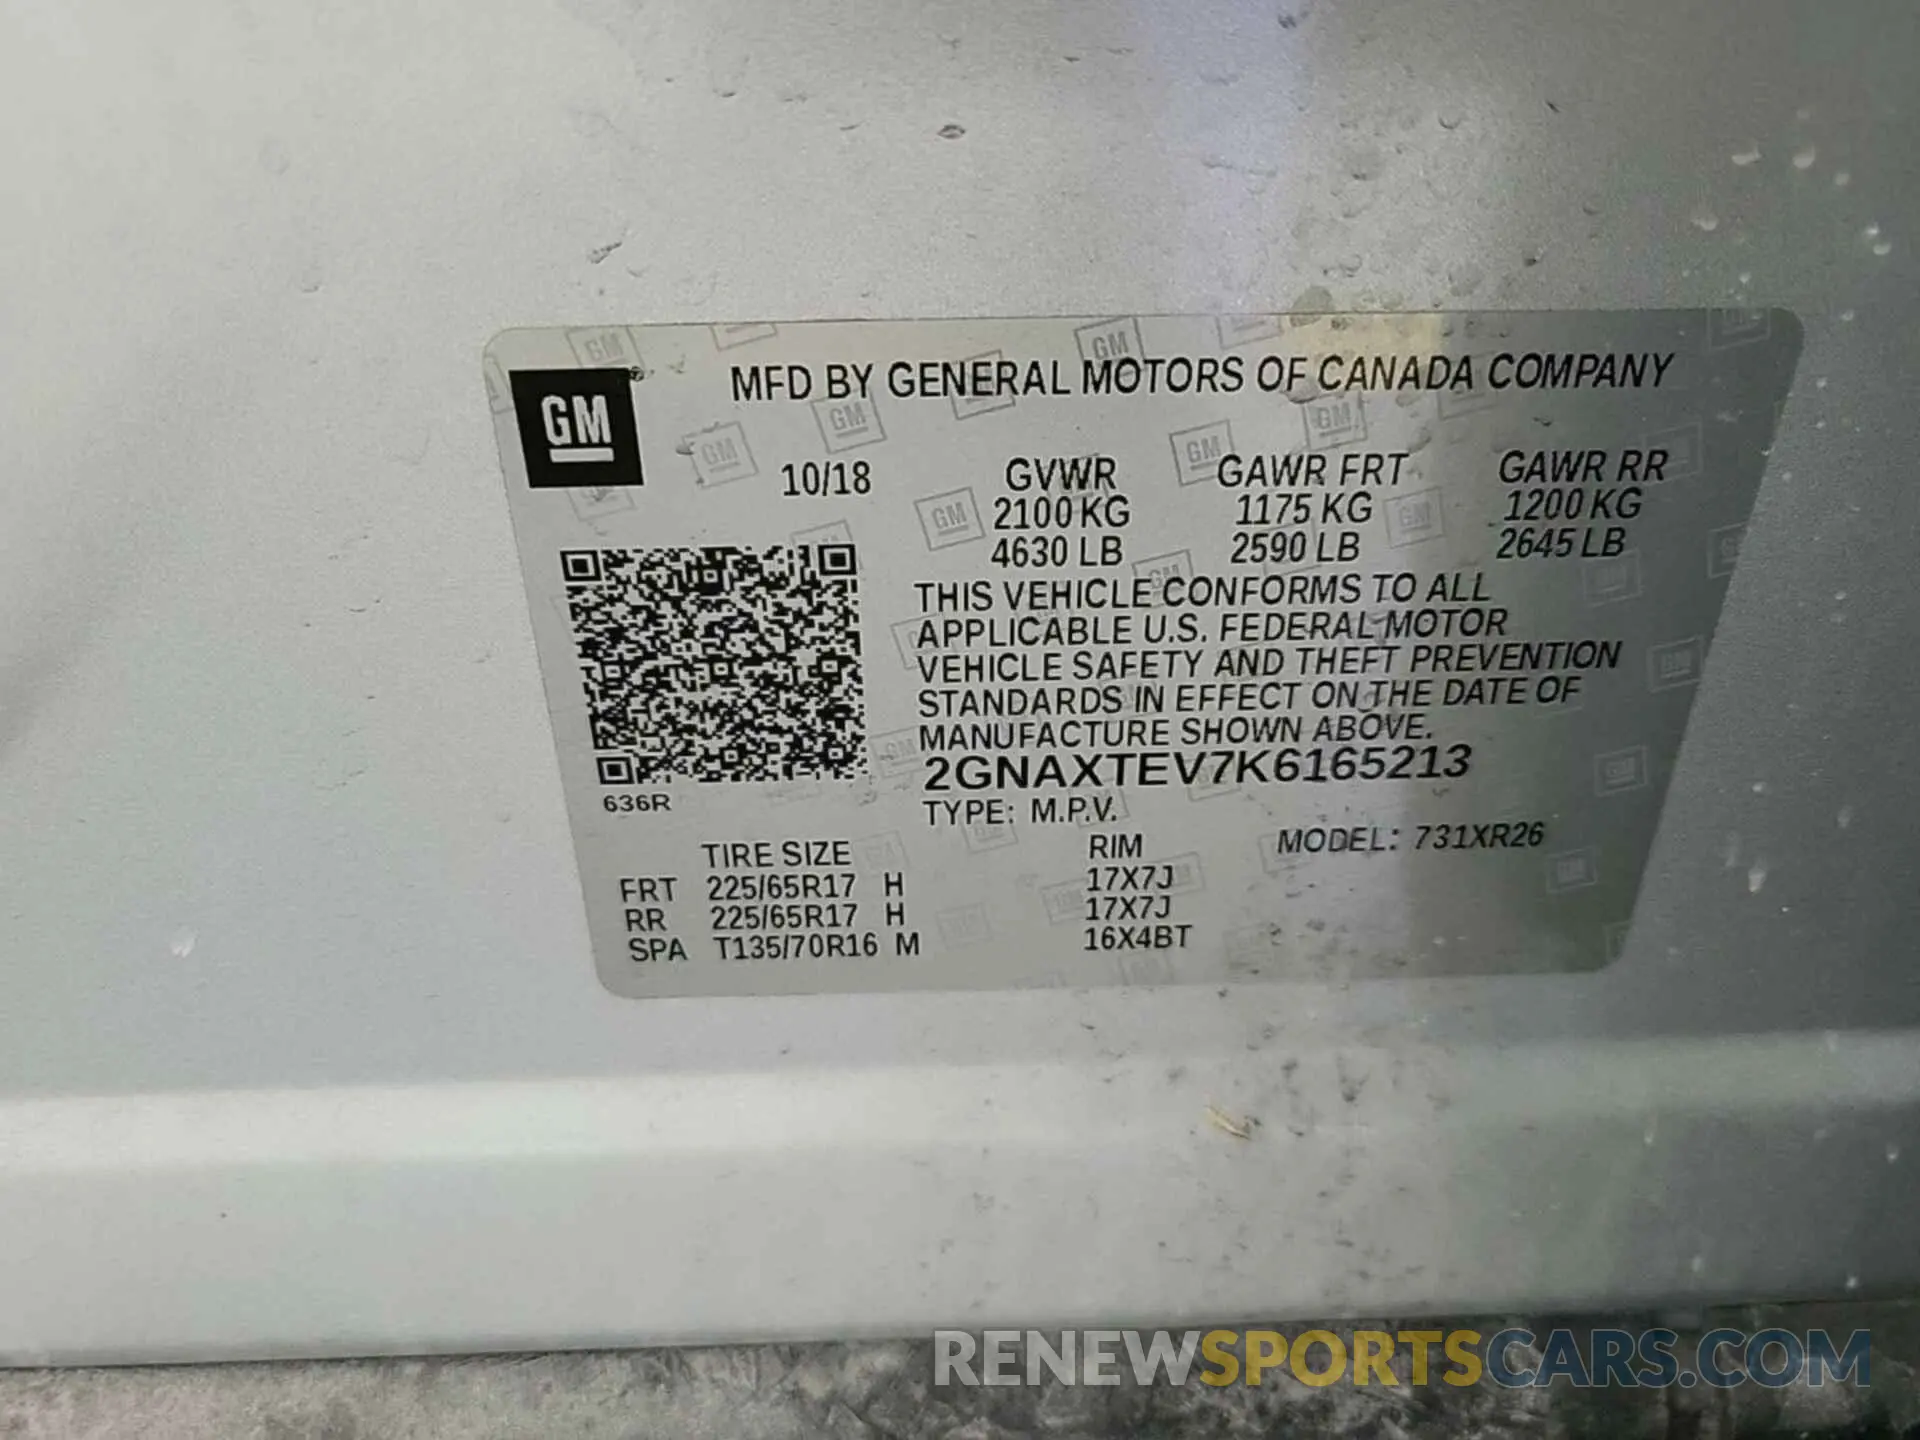 MFD BY GENERAL MOTORS OF CANADA COMPANY
GM
10/18 GVWR GAWR FRT GAWR RR
2100 KG 1175 KG 1200 KG
4630 LB 2590 LB 2645 LB
THIS VEHICLE CONFORMS TO ALL
APPLICABLE U.S. FEDERAL MOTOR
VEHICLE SAFETY AND THEFT PREVENTION
STANDARDS IN EFFECT ON THE DATE OF
MANUFACTURE SHOWN ABOVE.
2GNAXTEV7K6165213
636R
TYPE: M.P.V.
TIRE SIZE RIM MODEL: 731XR26
FRT 225/65R17 H 17X7J
RR 225/65R17 H 17X7J
SPA T135/70R16 M 16X4BT
RENEWSPORTSCARS.COM